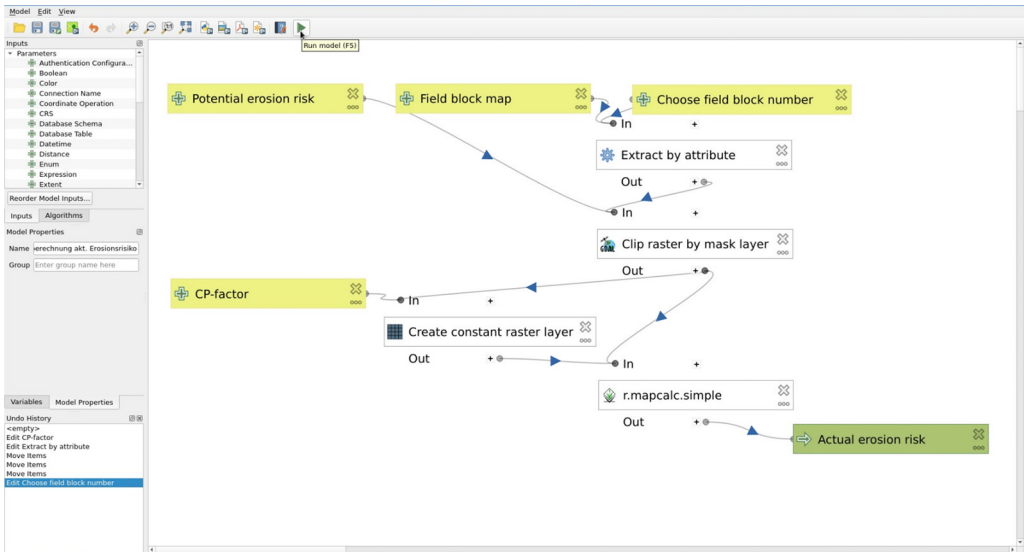 Model Edit View
Run model (F5)
Inputs
Parameters
Authentication Configura...
Boolean
Color
Connection Name
Coordinate Operation
CRS
Database Schema
Database Table
Datetime
Distance
Enum
Expression
Extent
Reorder Model Inputs...
Inputs Algorithms
Model Properties
Name erechnung akt. Erosionsrisiko
Group Enter group name here
Variables Model Properties
Undo History
<empty>
Edit CP-factor
Edit Extract by attribute
Move Items
Move Items
Move Items
Edit Choose field block number
Potential erosion risk
Field block map
Choose field block number
In +
Extract by attribute
Out +
In +
Clip raster by mask layer
GDAL
Out +
CP-factor
In +
Create constant raster layer
Out +
In +
r.mapcalc.simple
Out +
Actual erosion risk